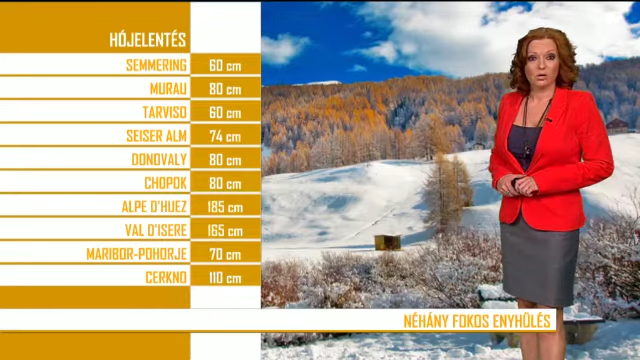 HÓJELENTÉS
SEMMERING 60 cm
MURAU 80 cm
TARVISO 60 cm
SEISER ALM 74 cm
DONOVALY 80 cm
CHOPOK 80 cm
ALPE D'HUEZ 185 cm
VAL D'ISERE 165 cm
MARIBOR-POHORJE 70 cm
CERKNO 110 cm
NÉHÁNY FOKOS ENYHÜLÉS